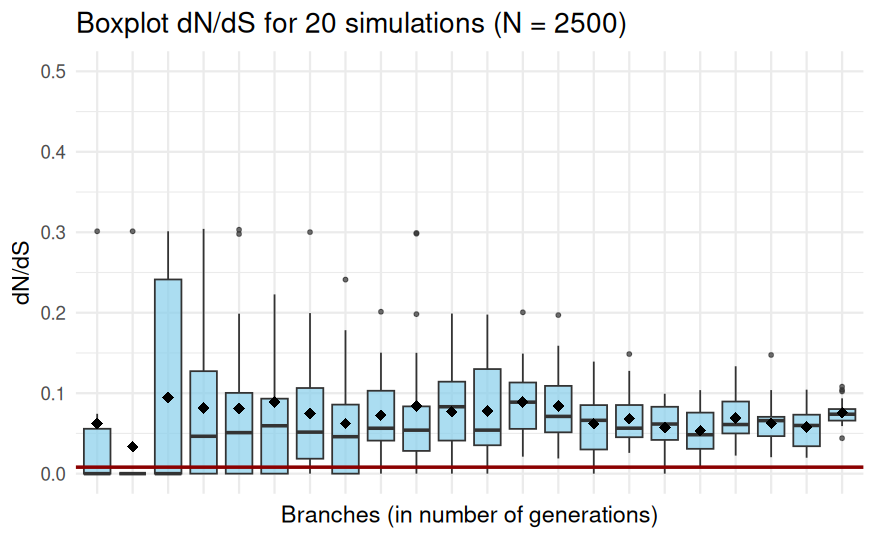 Boxplot dN/dS for 20 simulations (N = 2500)
0.5
0.4
0.3
0.2
0.1
0.0
dN/dS
Branches (in number of generations)